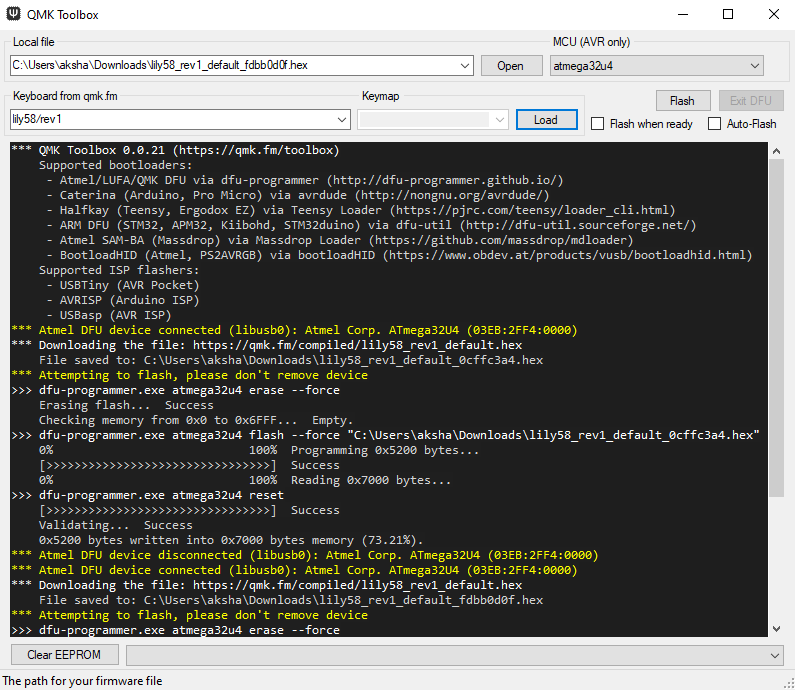 QMK Toolbox
Local file
MCU (AVR only)
C:\Users\aksha\Downloads\lily58_rev1_default_fdbb0d0f.hex
Open
atmega32u4
Keyboard from qmk.fm
Keymap
Flash
Exit DFU
lily58/rev1
Load
Flash when ready
Auto-Flash
*** QMK Toolbox 0.0.21 (https://qmk.fm/toolbox)
Supported bootloaders:
- Atmel/LUFA/QMK DFU via dfu-programmer (http://dfu-programmer.github.io/)
- Caterina (Arduino, Pro Micro) via avrdude (http://nongnu.org/avrdude/)
- Halfkay (Teensy, Ergodox EZ) via Teensy Loader (https://pjrc.com/teensy/loader_cli.html)
- ARM DFU (STM32, APM32, Kiibohd, STM32duino) via dfu-util (http://dfu-util.sourceforge.net/)
- Atmel SAM-BA (Massdrop) via Massdrop Loader (https://github.com/massdrop/mdloader)
- BootloadHID (Atmel, PS2AVRGB) via bootloadHID (https://www.obdev.at/products/vusb/bootloadhid.html)
Supported ISP flashers:
- USBTiny (AVR Pocket)
- AVRISP (Arduino ISP)
- USBasp (AVR ISP)
*** Atmel DFU device connected (libusb0): Atmel Corp. ATmega32U4 (03EB:2FF4:0000)
*** Downloading the file: https://qmk.fm/compiled/lily58_rev1_default.hex
File saved to: C:\Users\aksha\Downloads\lily58_rev1_default_0cffc3a4.hex
*** Attempting to flash, please don't remove device
>>> dfu-programmer.exe atmega32u4 erase --force
Erasing flash...  Success
Checking memory from 0x0 to 0x6FFF...  Empty.
>>> dfu-programmer.exe atmega32u4 flash --force "C:\Users\aksha\Downloads\lily58_rev1_default_0cffc3a4.hex"
0%                            100%  Programming 0x5200 bytes...
[>>>>>>>>>>>>>>>>>>>>>>>>>>>>>>>>]  Success
0%                            100%  Reading 0x7000 bytes...
>>> dfu-programmer.exe atmega32u4 reset
[>>>>>>>>>>>>>>>>>>>>>>>>>>>>>>>>]  Success
Validating...  Success
0x5200 bytes written into 0x7000 bytes memory (73.21%).
*** Atmel DFU device disconnected (libusb0): Atmel Corp. ATmega32U4 (03EB:2FF4:0000)
*** Atmel DFU device connected (libusb0): Atmel Corp. ATmega32U4 (03EB:2FF4:0000)
*** Downloading the file: https://qmk.fm/compiled/lily58_rev1_default.hex
File saved to: C:\Users\aksha\Downloads\lily58_rev1_default_fdbb0d0f.hex
*** Attempting to flash, please don't remove device
>>> dfu-programmer.exe atmega32u4 erase --force
Clear EEPROM
The path for your firmware file